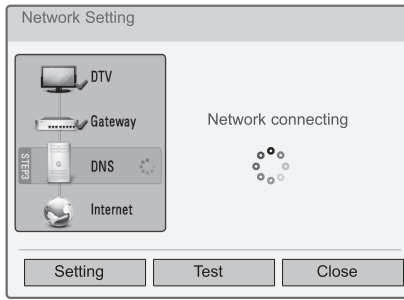 Network Setting
DTV
Gateway
Network connecting
STEP3
DNS
Internet
Setting
Test
Close